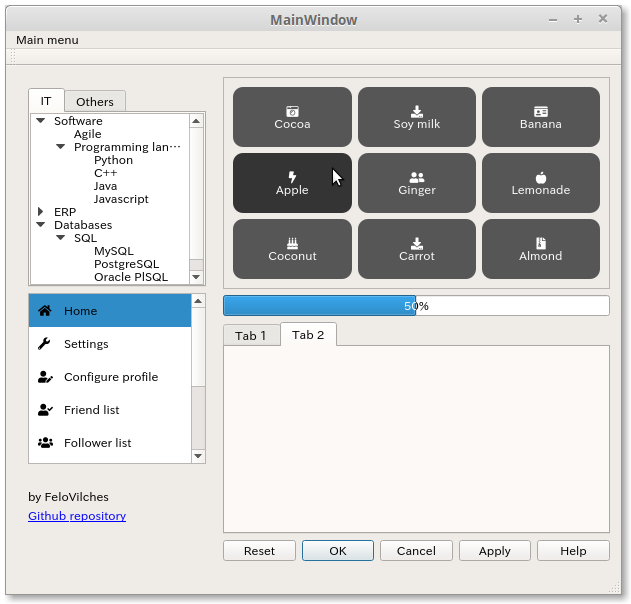 MainWindow
Main menu
IT
Others
Software
Agile
Programming lan···
Python
C++
Java
Javascript
ERP
Databases
SQL
MySQL
PostgreSQL
Oracle PlSQL
Home
Settings
Configure profile
Friend list
Follower list
by FeloVilches
Github repository
Cocoa
Soy milk
Banana
Apple
Ginger
Lemonade
Coconut
Carrot
Almond
50%
Tab 1
Tab 2
Reset
OK
Cancel
Apply
Help